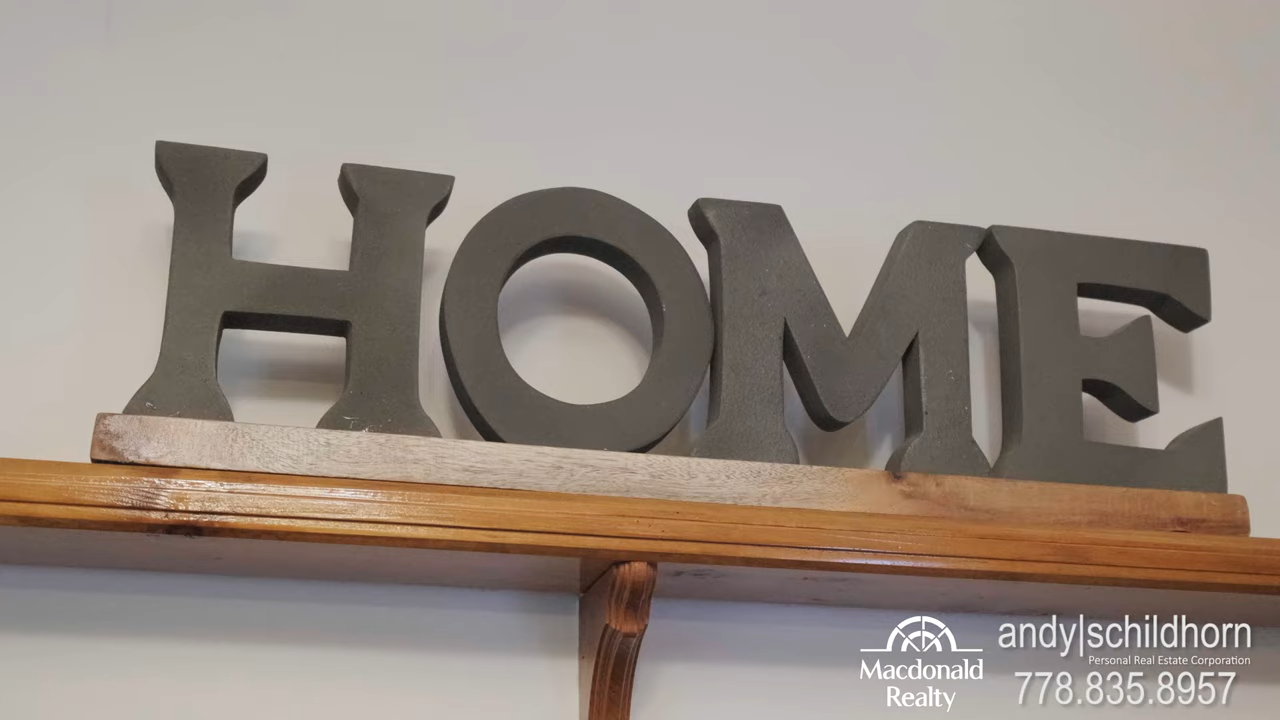 HOME
Macdonald
Realty
andy|schildhorn
Personal Real Estate Corporation
778.835.8957